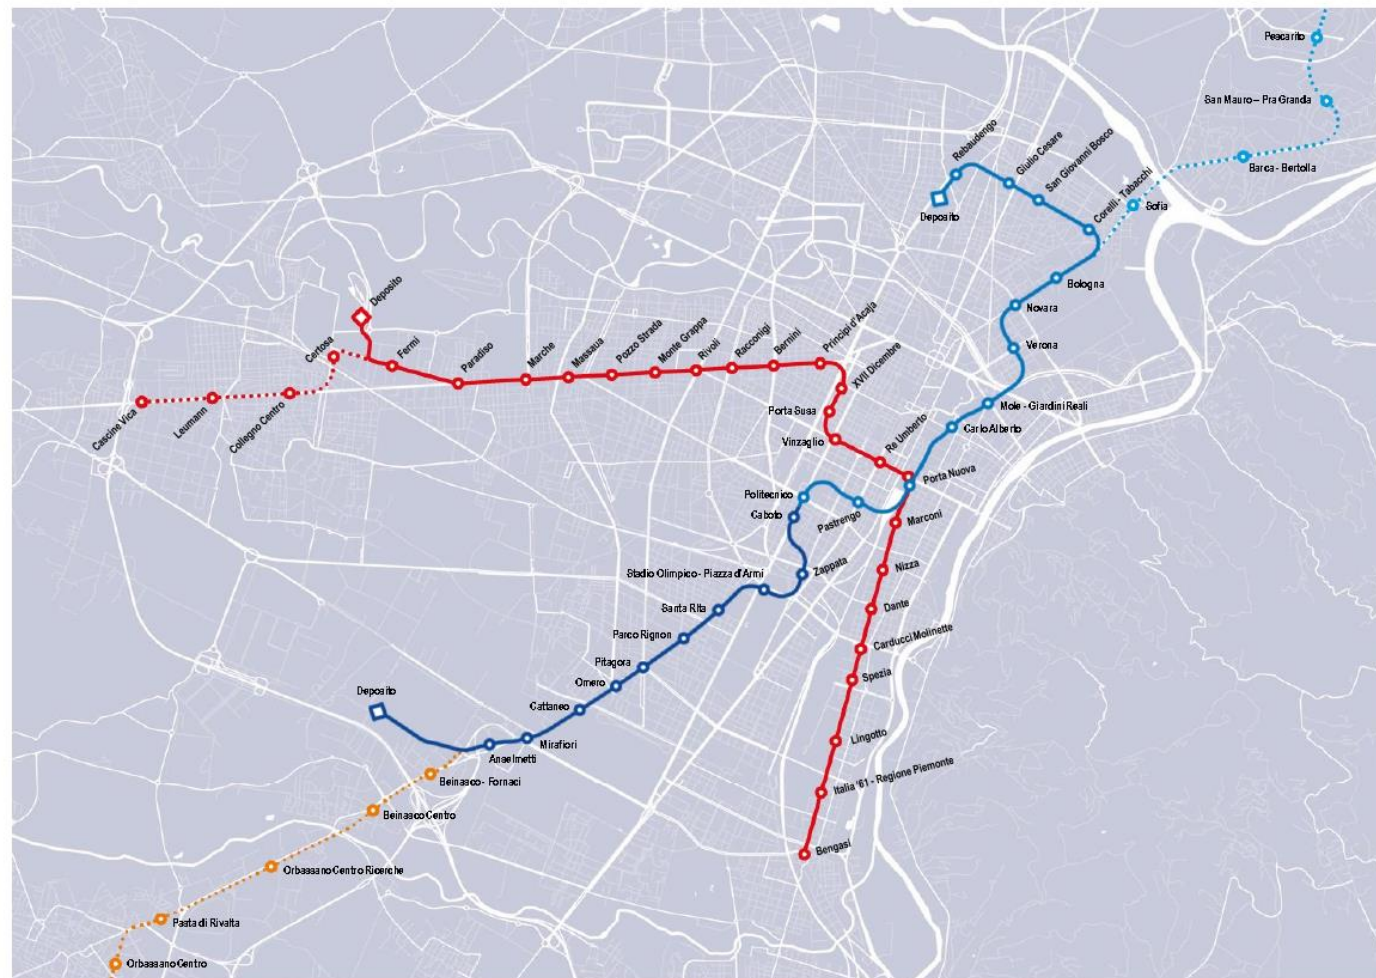 Pescarito
San Mauro – Pra Granda
Barca - Bertolla
Rebaudengo
Giulio Cesare
San Giovanni Bosco
Corelli - Tabacchi
Sofia
Deposito
Bologna
Novara
Verona
Mole - Giardini Reali
Carlo Alberto
Porta Nuova
Deposito
Certosa
Fermi
Paradiso
Marche
Massaua
Pozzo Strada
Monte Grappa
Rivoli
Racconigi
Bernini
Principi d'Acaja
XVII Dicembre
Cascine Vica
Leumann
Collegno Centro
Porta Susa
Vinzaglio
Re Umberto
Politecnico
Caboto
Pastrengo
Marconi
Zappata
Nizza
Stadio Olimpico - Piazza d'Armi
Santa Rita
Dante
Parco Rignon
Carducci Molinette
Pitagora
Spezia
Omero
Deposito
Cattaneo
Mirafiori
Lingotto
Anselmetti
Beinasco - Fornaci
Italia '61 - Regione Piemonte
Beinasco Centro
Bengasi
Orbassano Centro Ricerche
Pasta di Rivalta
Orbassano Centro